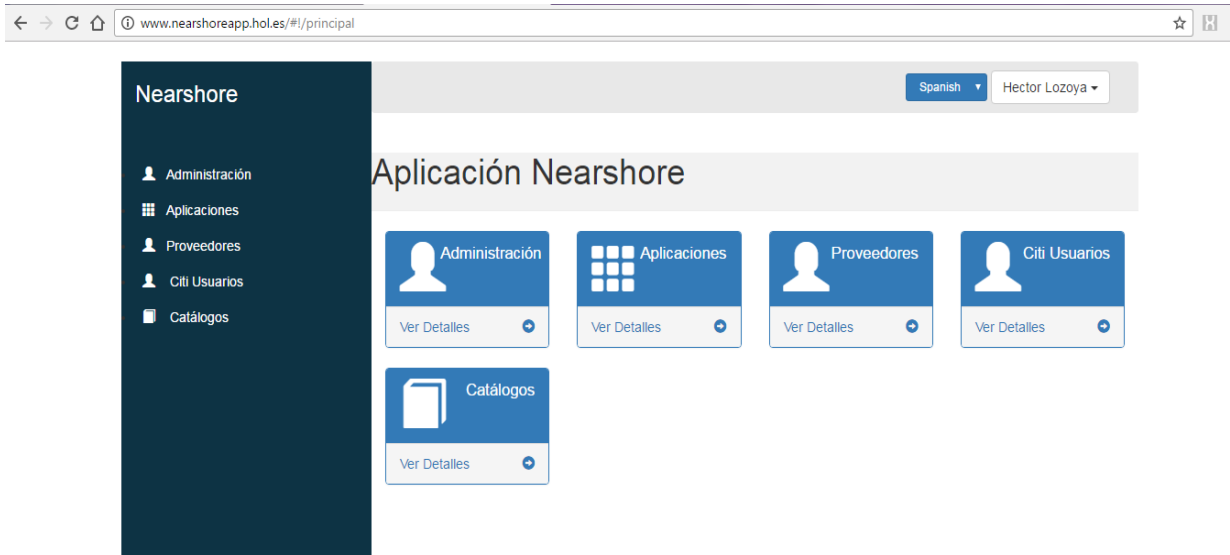 www.nearshoreapp.hol.es/#!/principal
Nearshore
Spanish
Hector Lozoya
Administración
Aplicaciones
Proveedores
Citi Usuarios
Catálogos
Aplicación Nearshore
Administración
Aplicaciones
Proveedores
Citi Usuarios
Ver Detalles
Ver Detalles
Ver Detalles
Ver Detalles
Catálogos
Ver Detalles